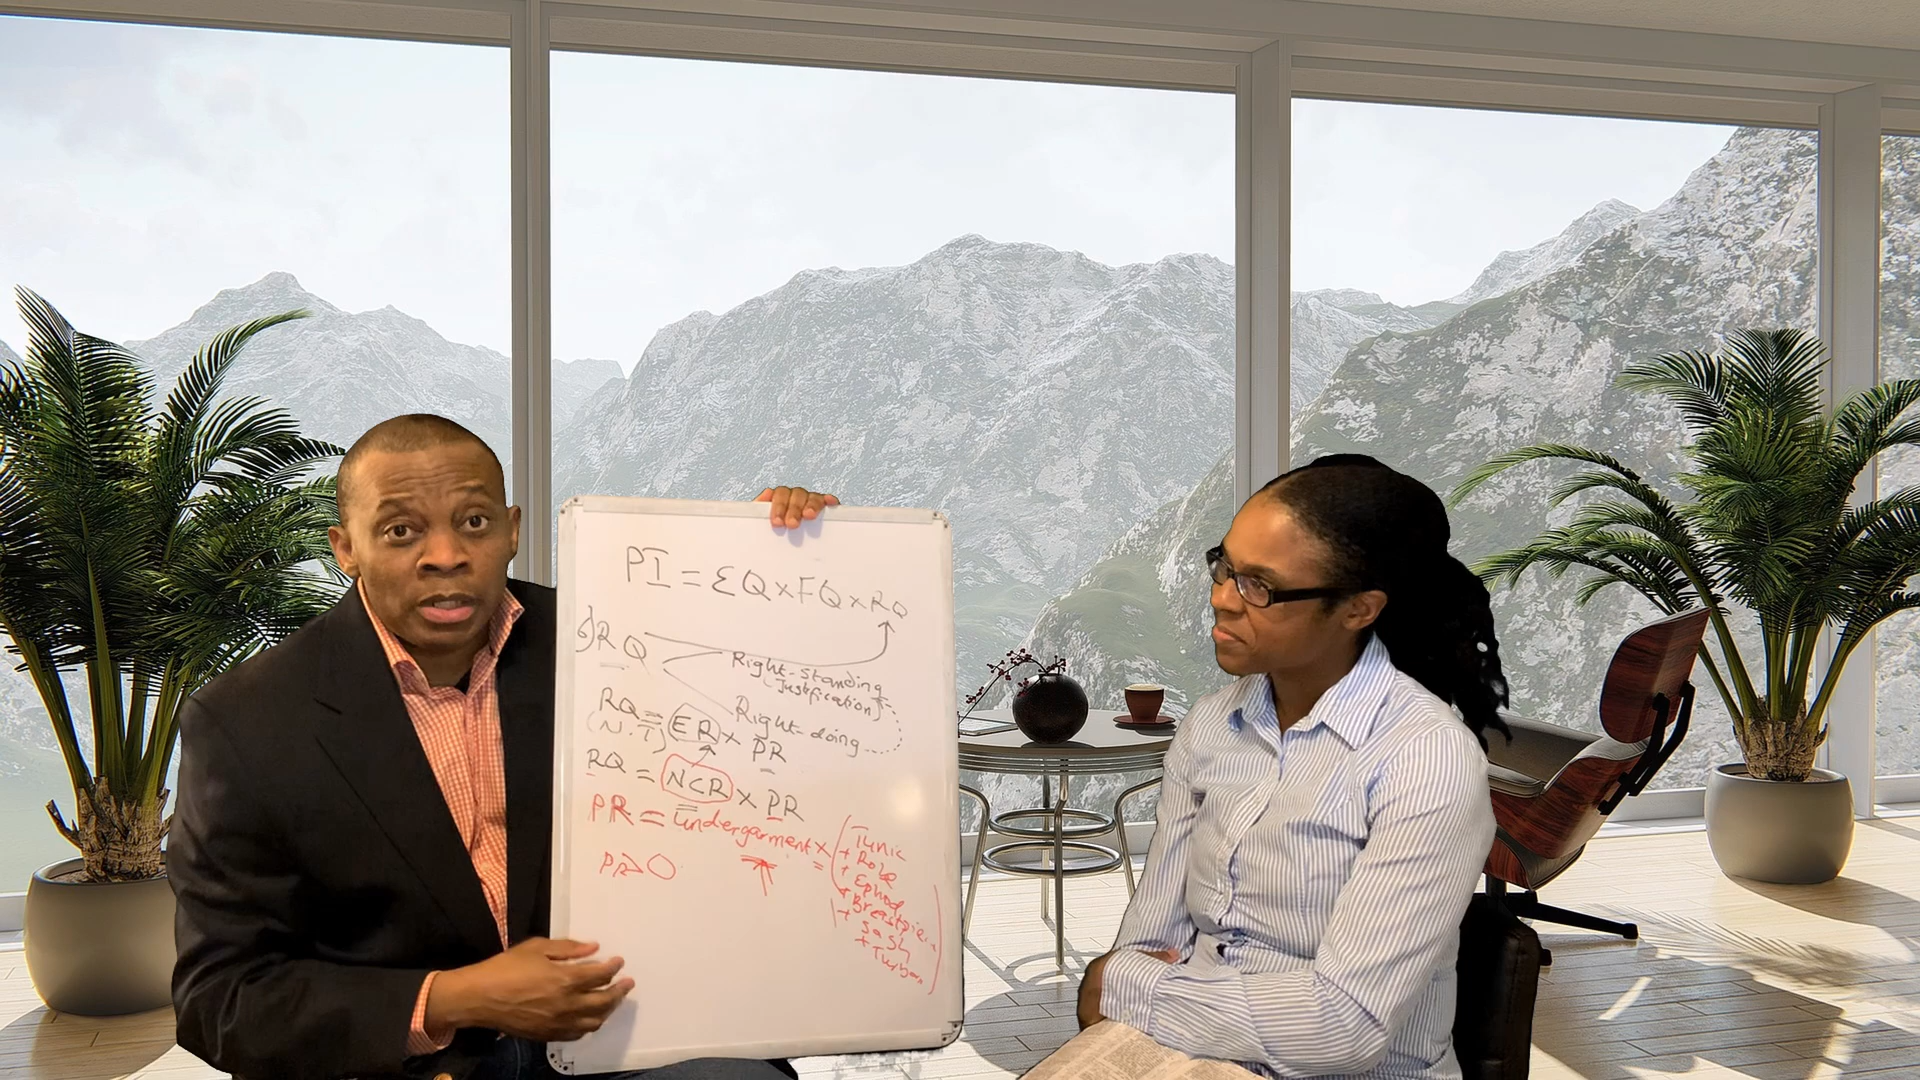 PI = EQ x FQ x RQ
6) RQ
Right-standing
(Justification)
Right-doing
RQ = ER x PR
(N.T)
RQ = NCR x PR
PR = undergarment x (Tunic
+ Robe
+ Ephod
+ Breastpiece
+ Sash
+ Turban)